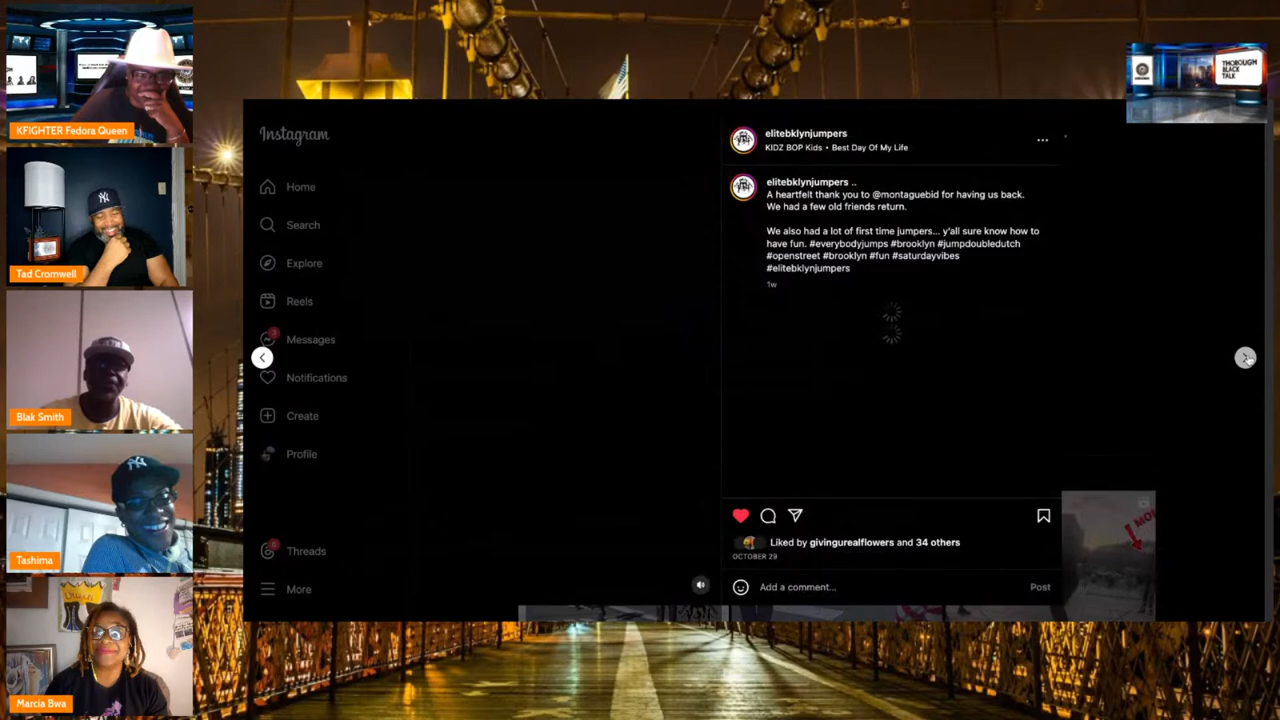 KFIGHTER Fedora Queen
Tad Cromwell
Blak Smith
Tashima
Marcia Bwa
THOROUGH
BLACK
TALK
Instagram
Home
Search
Explore
Reels
Messages
Notifications
Create
Profile
Threads
More
elitebklynjumpers
KIDZ BOP Kids • Best Day Of My Life
elitebklynjumpers ..
A heartfelt thank you to @montaguebid for having us back.
We had a few old friends return.
We also had a lot of first time jumpers... y'all sure know how to
have fun. #everybodyjumps #brooklyn #jumpdoubledutch
#openstreet #brooklyn #fun #saturdayvibes
#elitebklynjumpers
1w
Liked by givingurealflowers and 34 others
OCTOBER 29
Add a comment...
Post